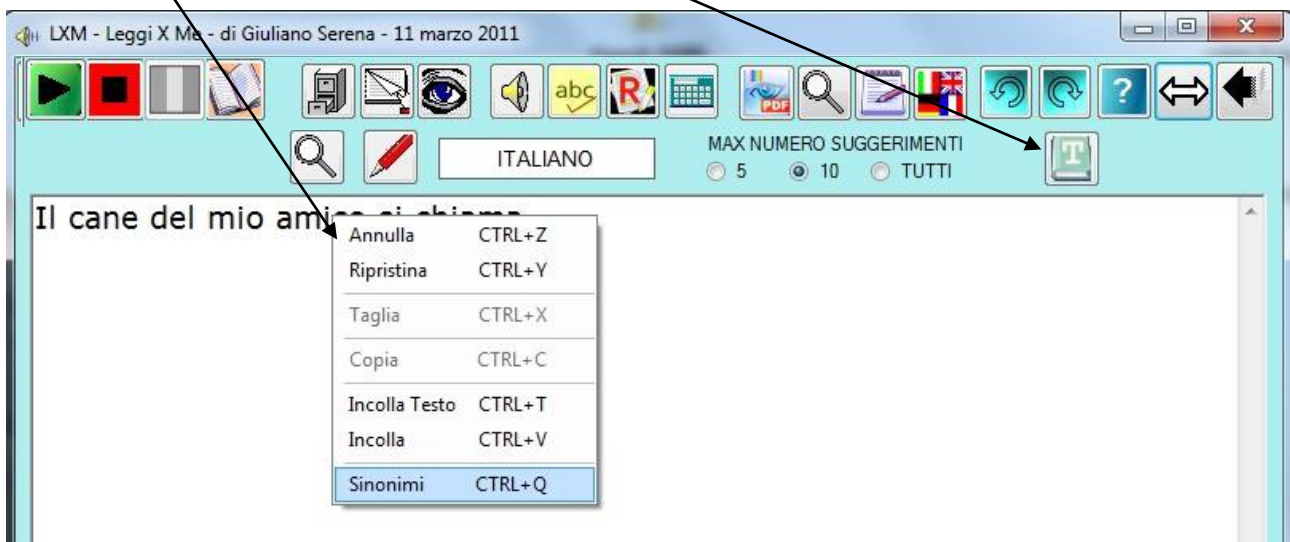 LXM - Leggi X Me - di Giuliano Serena - 11 marzo 2011
abc R PDF ?
ITALIANO
MAX NUMERO SUGGERIMENTI
5 10 TUTTI
T
Il cane del mio amico si chiama
Annulla CTRL+Z
Ripristina CTRL+Y
Taglia CTRL+X
Copia CTRL+C
Incolla Testo CTRL+T
Incolla CTRL+V
Sinonimi CTRL+Q